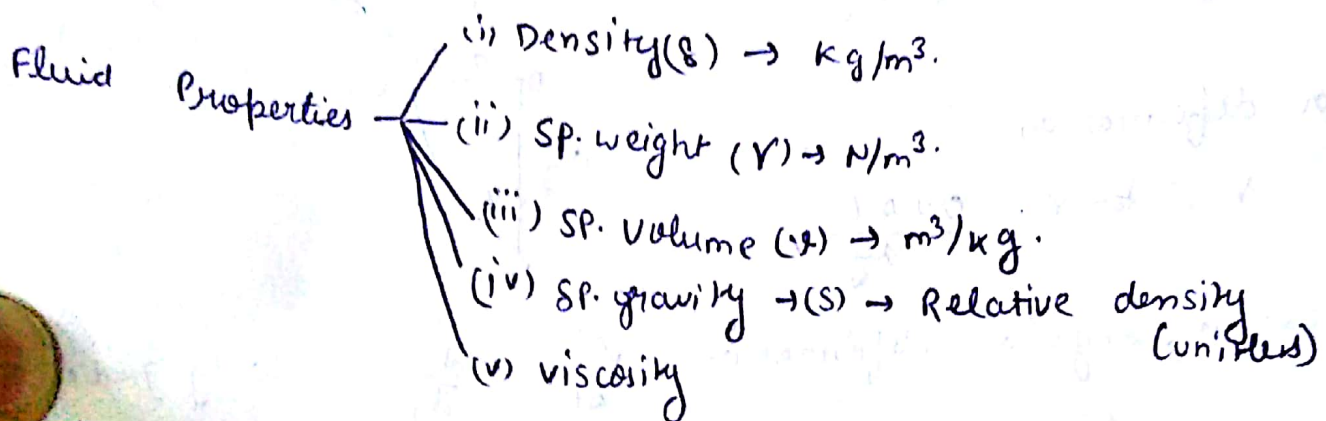 Fluid Properties
(i) Density(ρ) → Kg/m³.
(ii) SP. weight (γ) → N/m³.
(iii) SP. Volume (v) → m³/kg.
(iv) SP. gravity → (S) → Relative density
(unitless)
(v) viscosity